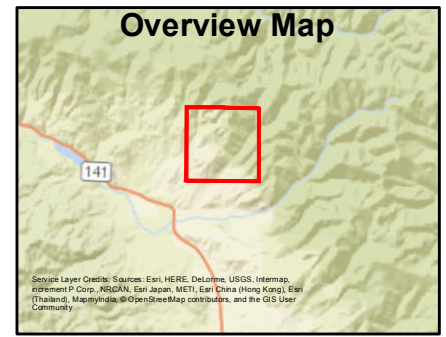 Overview Map
141
Service Layer Credits: Sources: Esri, HERE, DeLorme, USGS, Intermap,
increment P Corp., NRCAN, Esri Japan, METI, Esri China (Hong Kong), Esri
(Thailand), MapmyIndia, © OpenStreetMap contributors, and the GIS User
Community